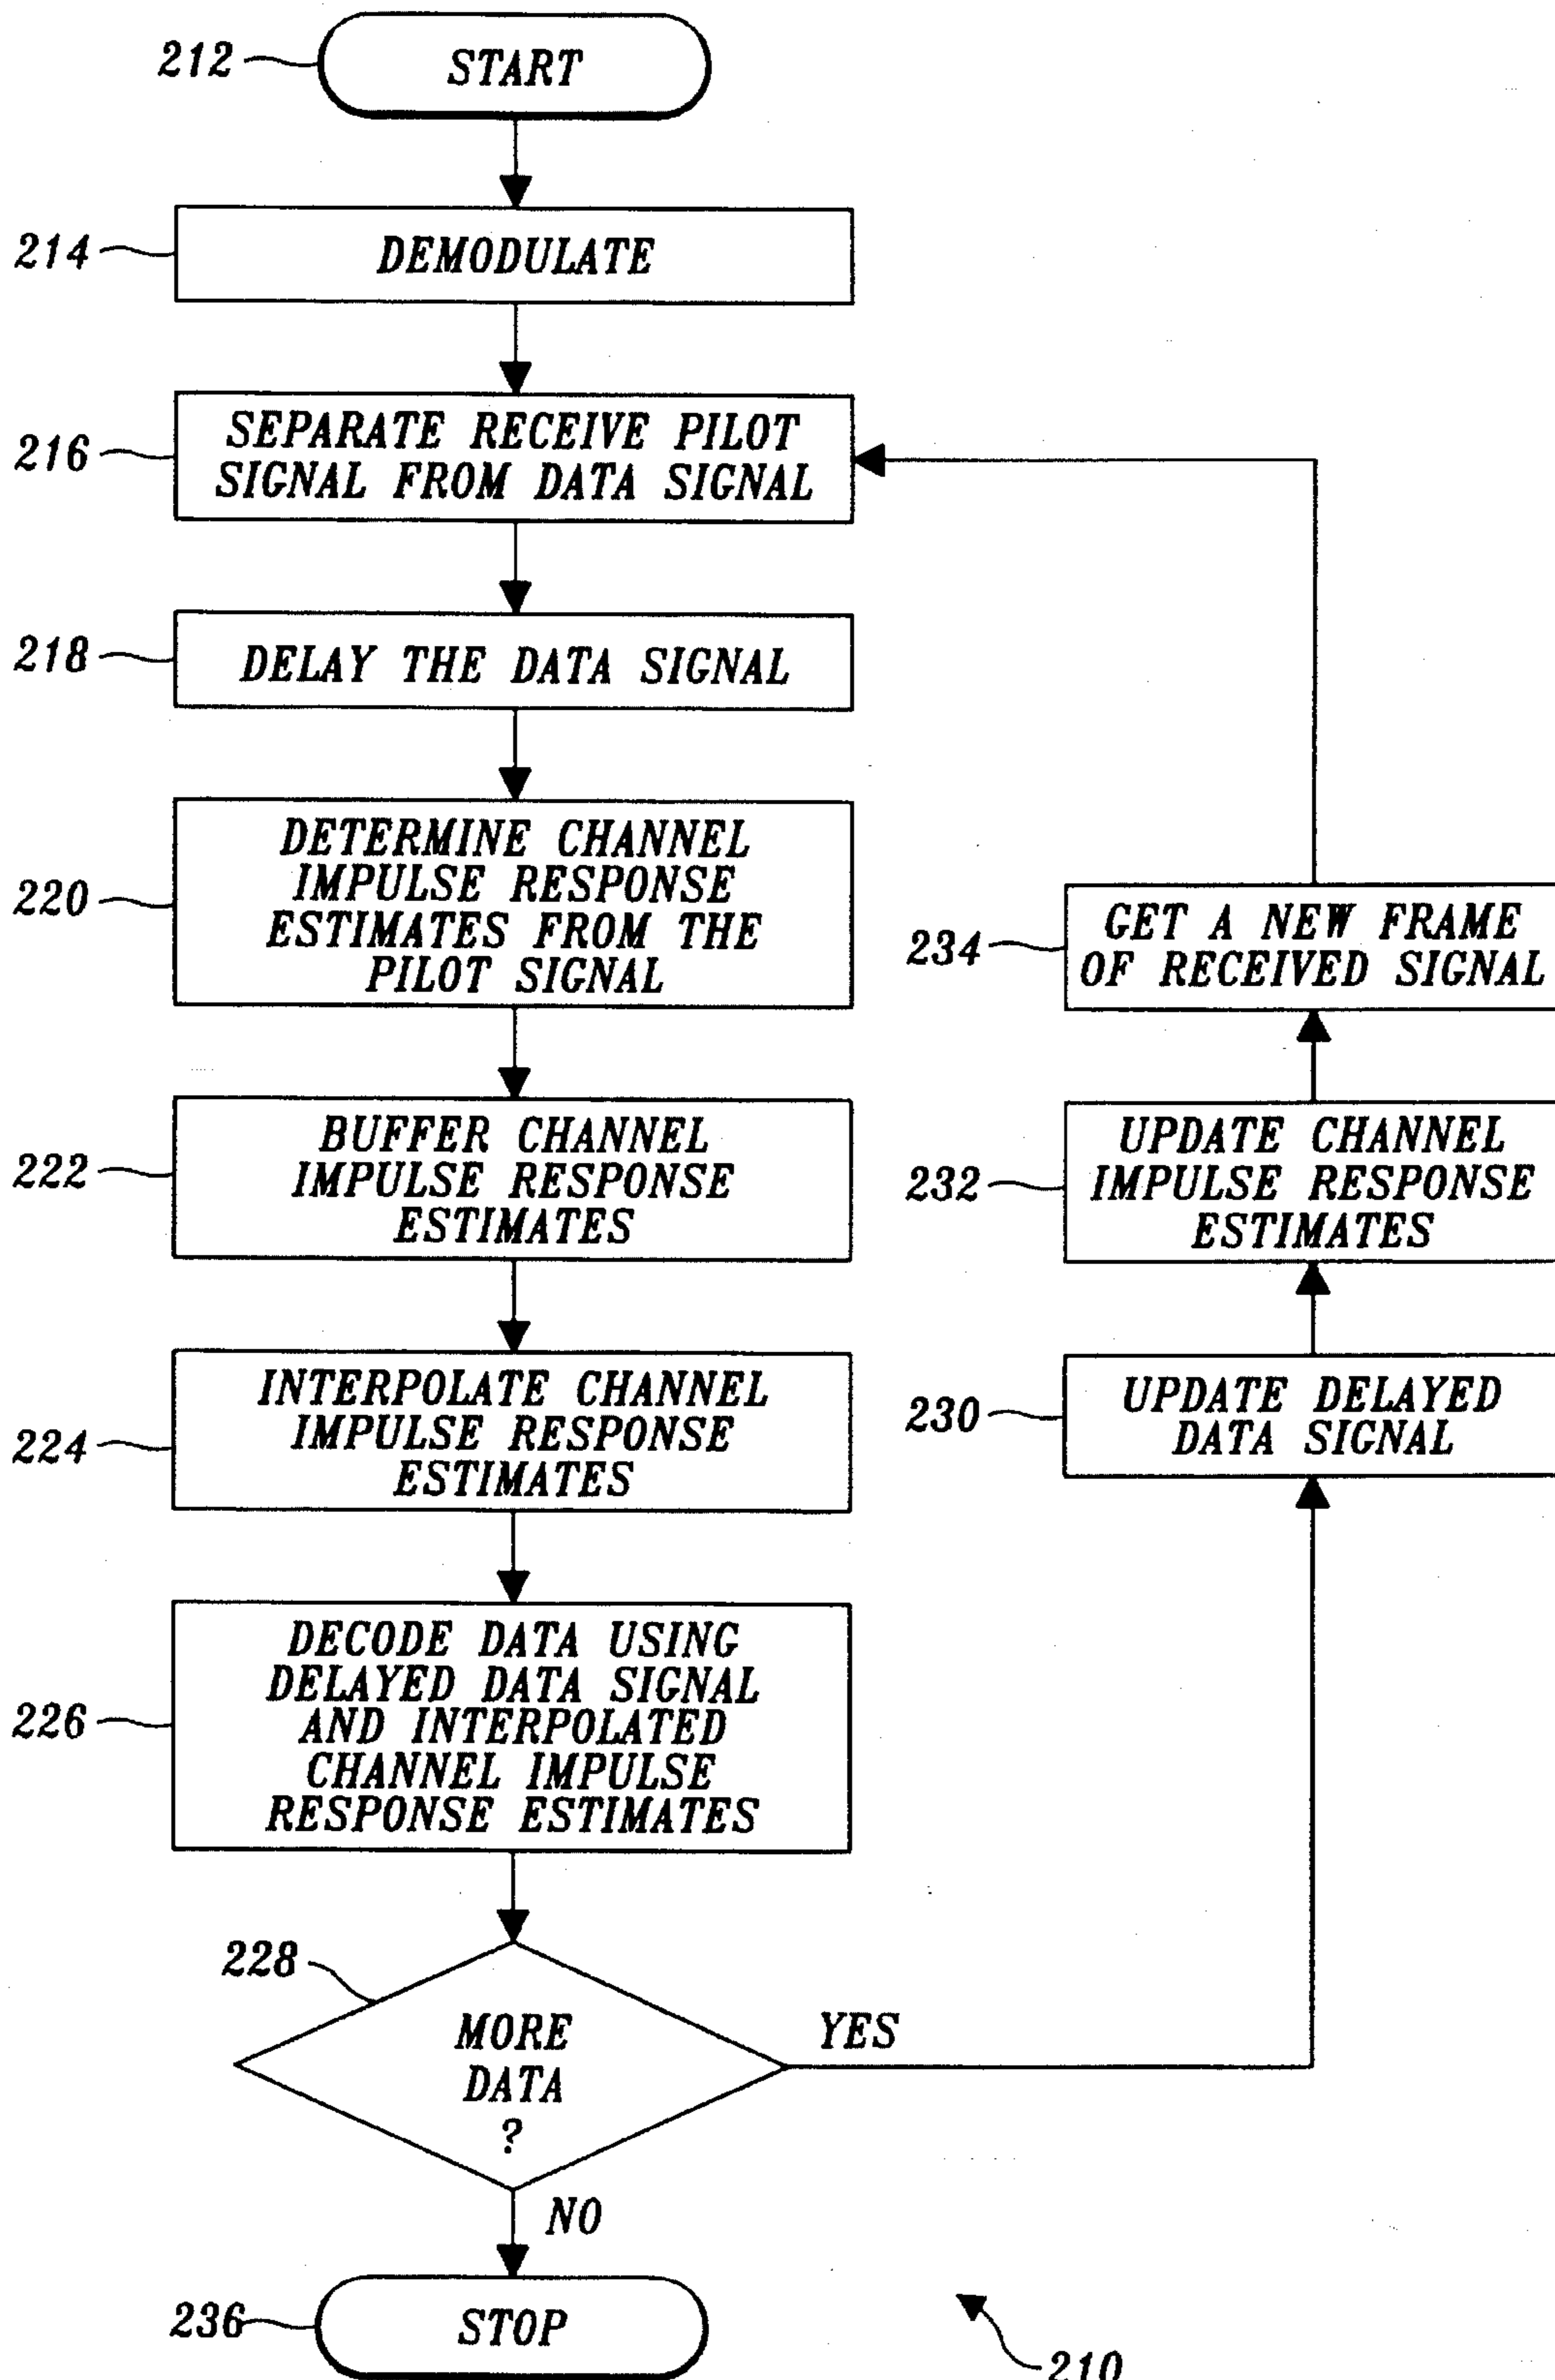 212
START
214
DEMODULATE
216
SEPARATE RECEIVE PILOT
SIGNAL FROM DATA SIGNAL
218
DELAY THE DATA SIGNAL
220
DETERMINE CHANNEL
IMPULSE RESPONSE
ESTIMATES FROM THE
PILOT SIGNAL
222
BUFFER CHANNEL
IMPULSE RESPONSE
ESTIMATES
224
INTERPOLATE CHANNEL
IMPULSE RESPONSE
ESTIMATES
226
DECODE DATA USING
DELAYED DATA SIGNAL
AND INTERPOLATED
CHANNEL IMPULSE
RESPONSE ESTIMATES
228
MORE
DATA
?
YES
NO
234
GET A NEW FRAME
OF RECEIVED SIGNAL
232
UPDATE CHANNEL
IMPULSE RESPONSE
ESTIMATES
230
UPDATE DELAYED
DATA SIGNAL
236
STOP
210